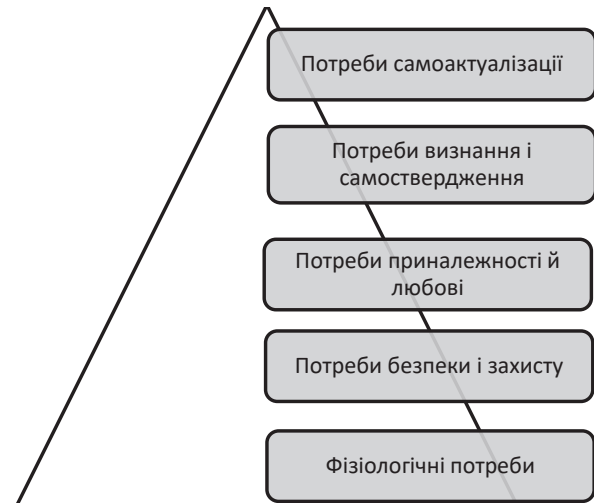 Потреби самоактуалізації
Потреби визнання і
самоствердження
Потреби приналежності й
любові
Потреби безпеки і захисту
Фізіологічні потреби